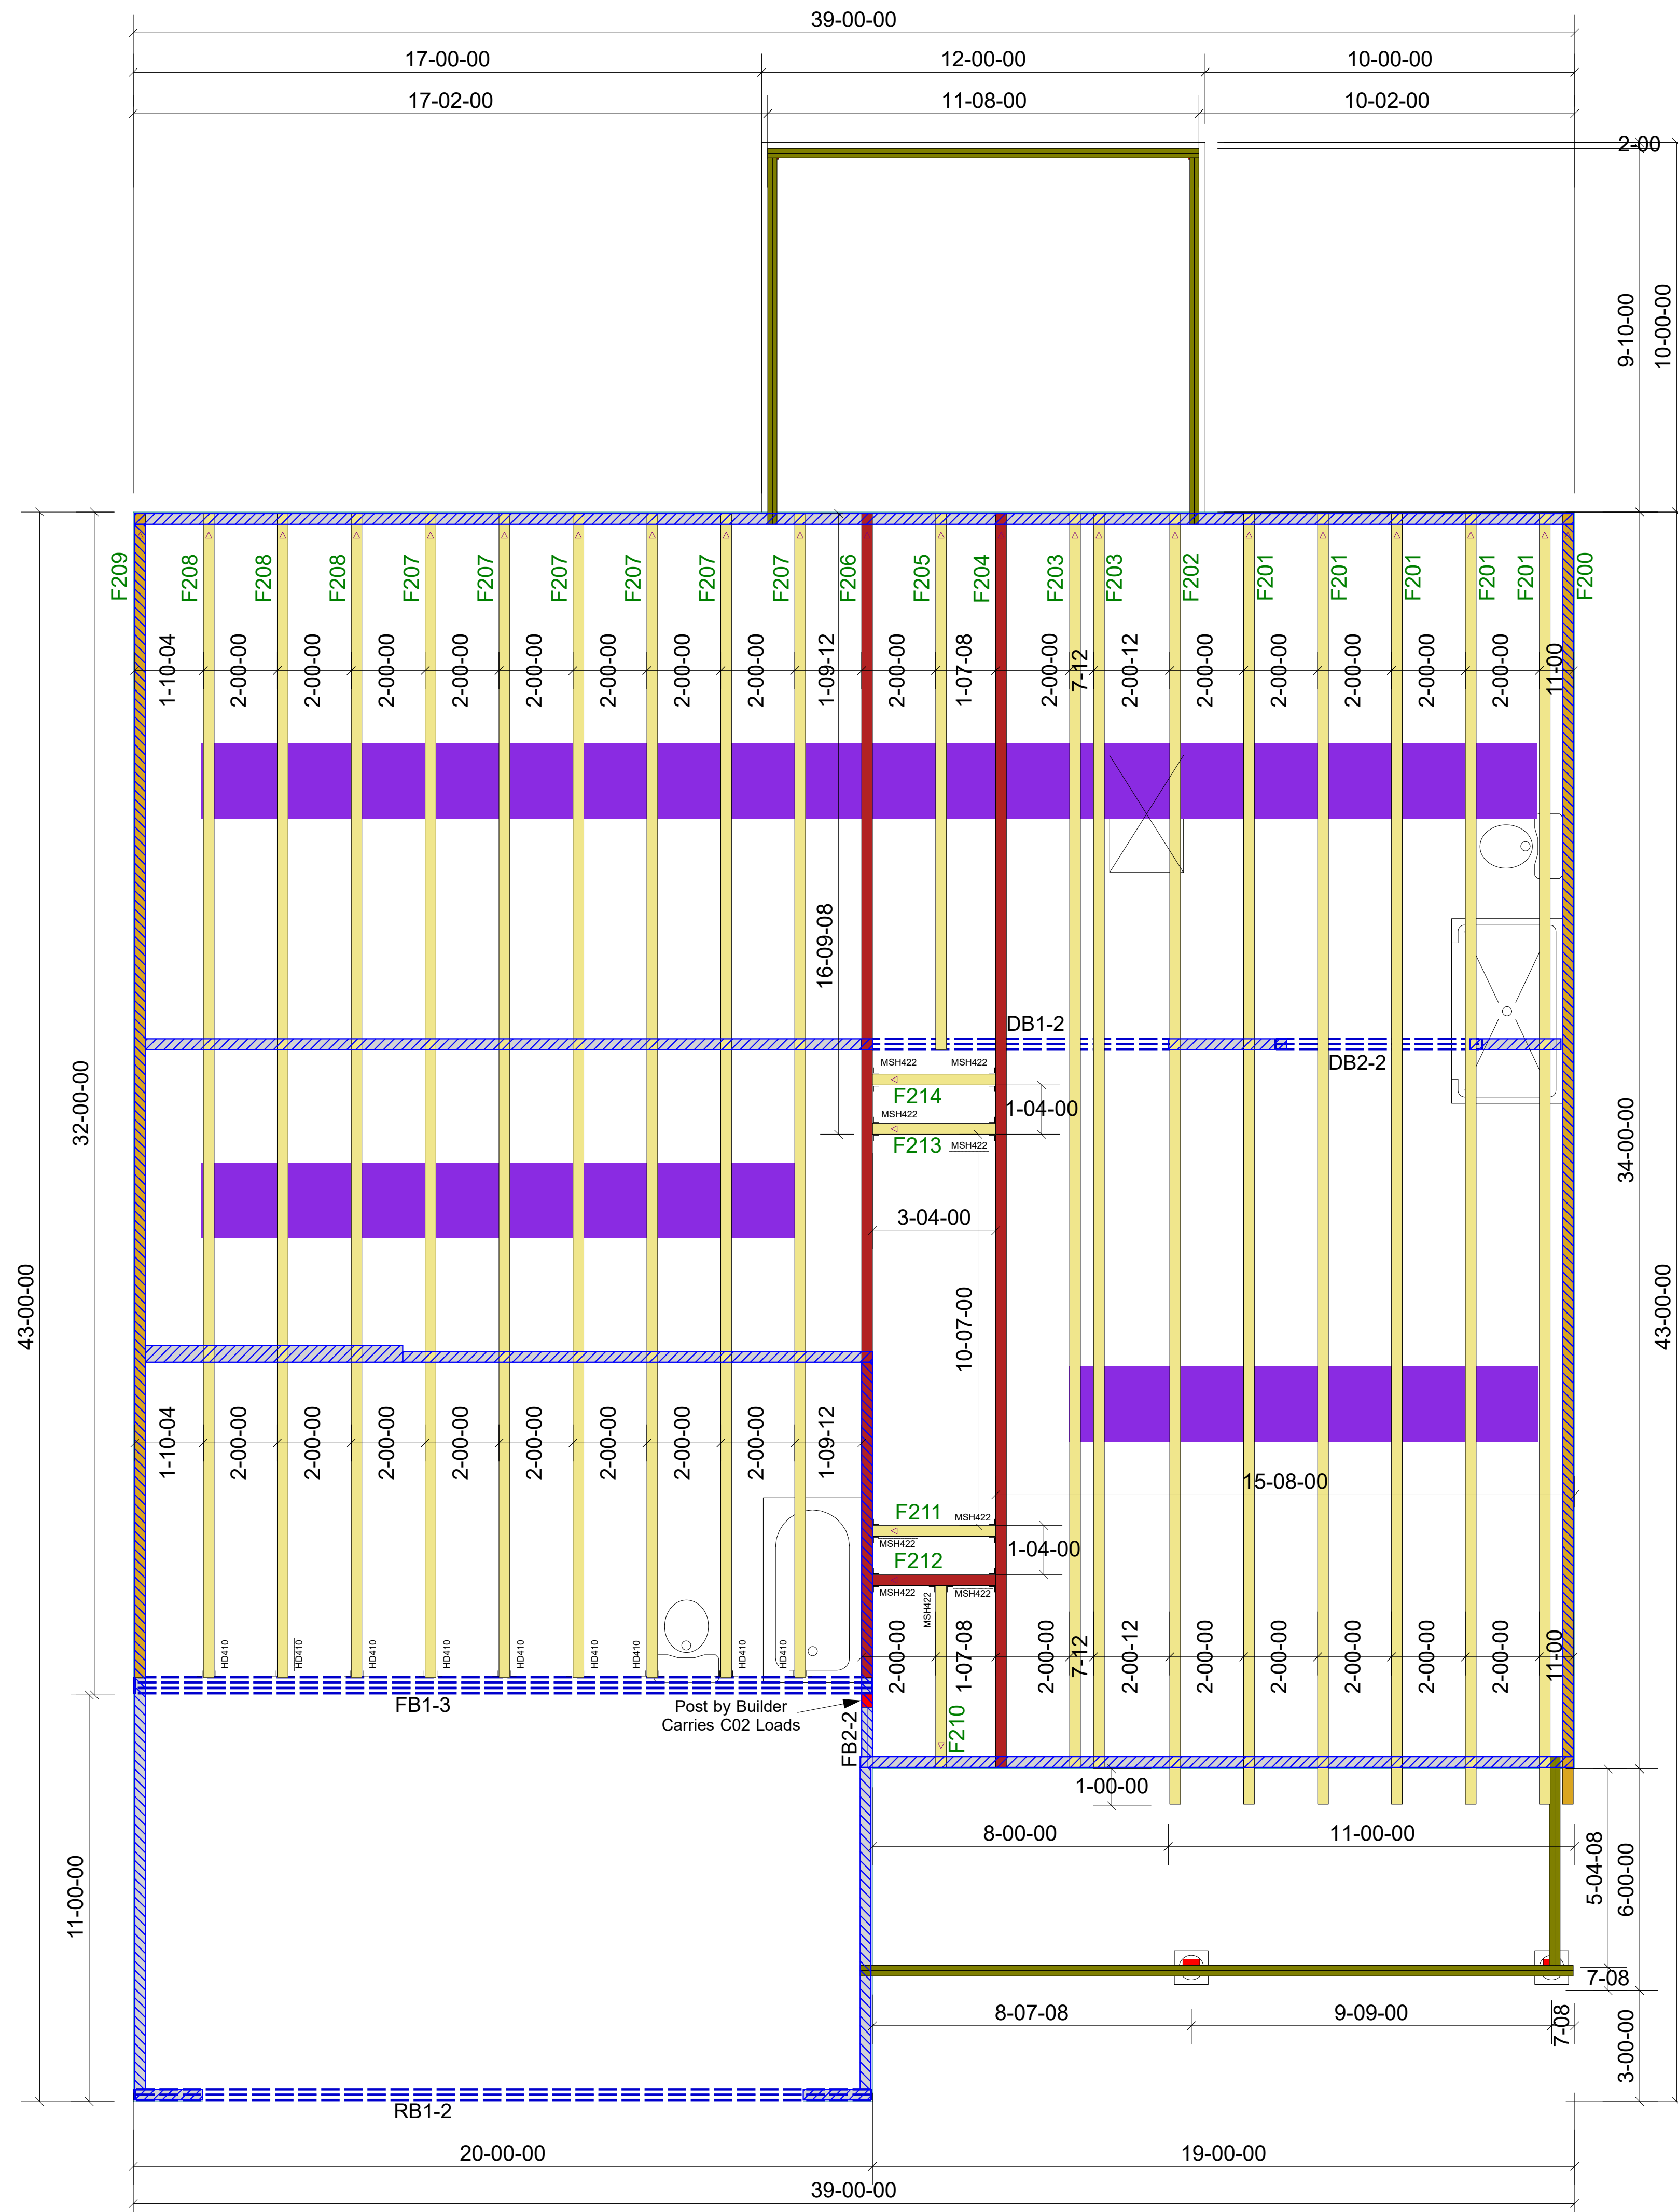 39-00-00
17-00-00
12-00-00
10-00-00
17-02-00
11-08-00
10-02-00
2-00
9-10-00
10-00-00
F209
F208
F208
F208
F207
F207
F207
F207
F207
F207
F206
F205
F204
F203
F203
F202
F201
F201
F201
F201
F201
F200
1-10-04
2-00-00
2-00-00
2-00-00
2-00-00
2-00-00
2-00-00
2-00-00
2-00-00
1-09-12
2-00-00
1-07-08
2-00-00
7-12
2-00-12
2-00-00
2-00-00
2-00-00
2-00-00
2-00-00
11-00
16-09-08
DB1-2
DB2-2
MSH422
MSH422
F214
1-04-00
MSH422
F213
MSH422
32-00-00
34-00-00
3-04-00
43-00-00
43-00-00
10-07-00
1-10-04
2-00-00
2-00-00
2-00-00
2-00-00
2-00-00
2-00-00
2-00-00
2-00-00
1-09-12
15-08-00
F211
MSH422
MSH422
1-04-00
F212
MSH422
MSH422
MSH422
HD410
HD410
HD410
HD410
HD410
HD410
HD410
HD410
HD410
2-00-00
1-07-08
2-00-00
7-12
2-00-12
2-00-00
2-00-00
2-00-00
2-00-00
2-00-00
11-00
FB1-3
Post by Builder
Carries C02 Loads
FB2-2
F210
1-00-00
8-00-00
11-00-00
5-04-08
6-00-00
11-00-00
7-08
8-07-08
9-09-00
7-08
3-00-00
RB1-2
20-00-00
19-00-00
39-00-00